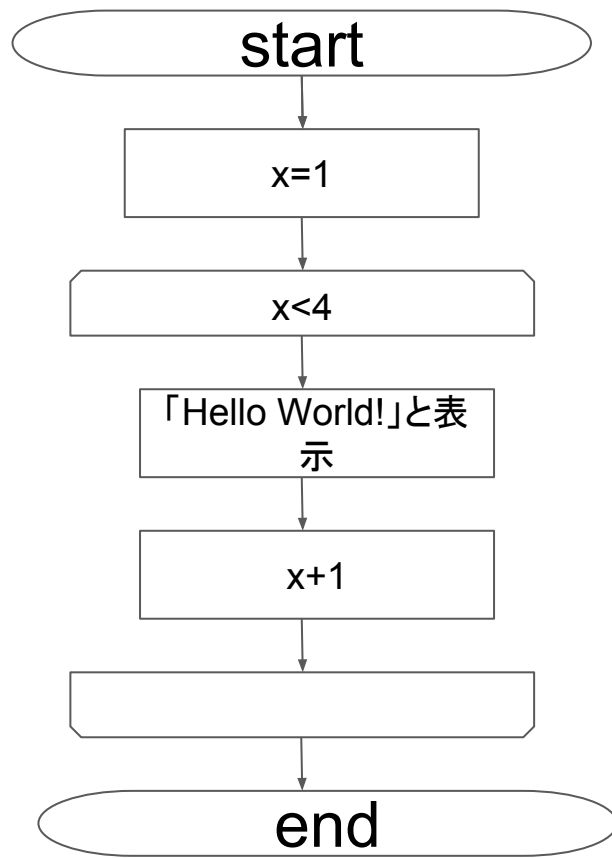 start
x=1
x<4
「Hello World!」と表
示
x+1
end